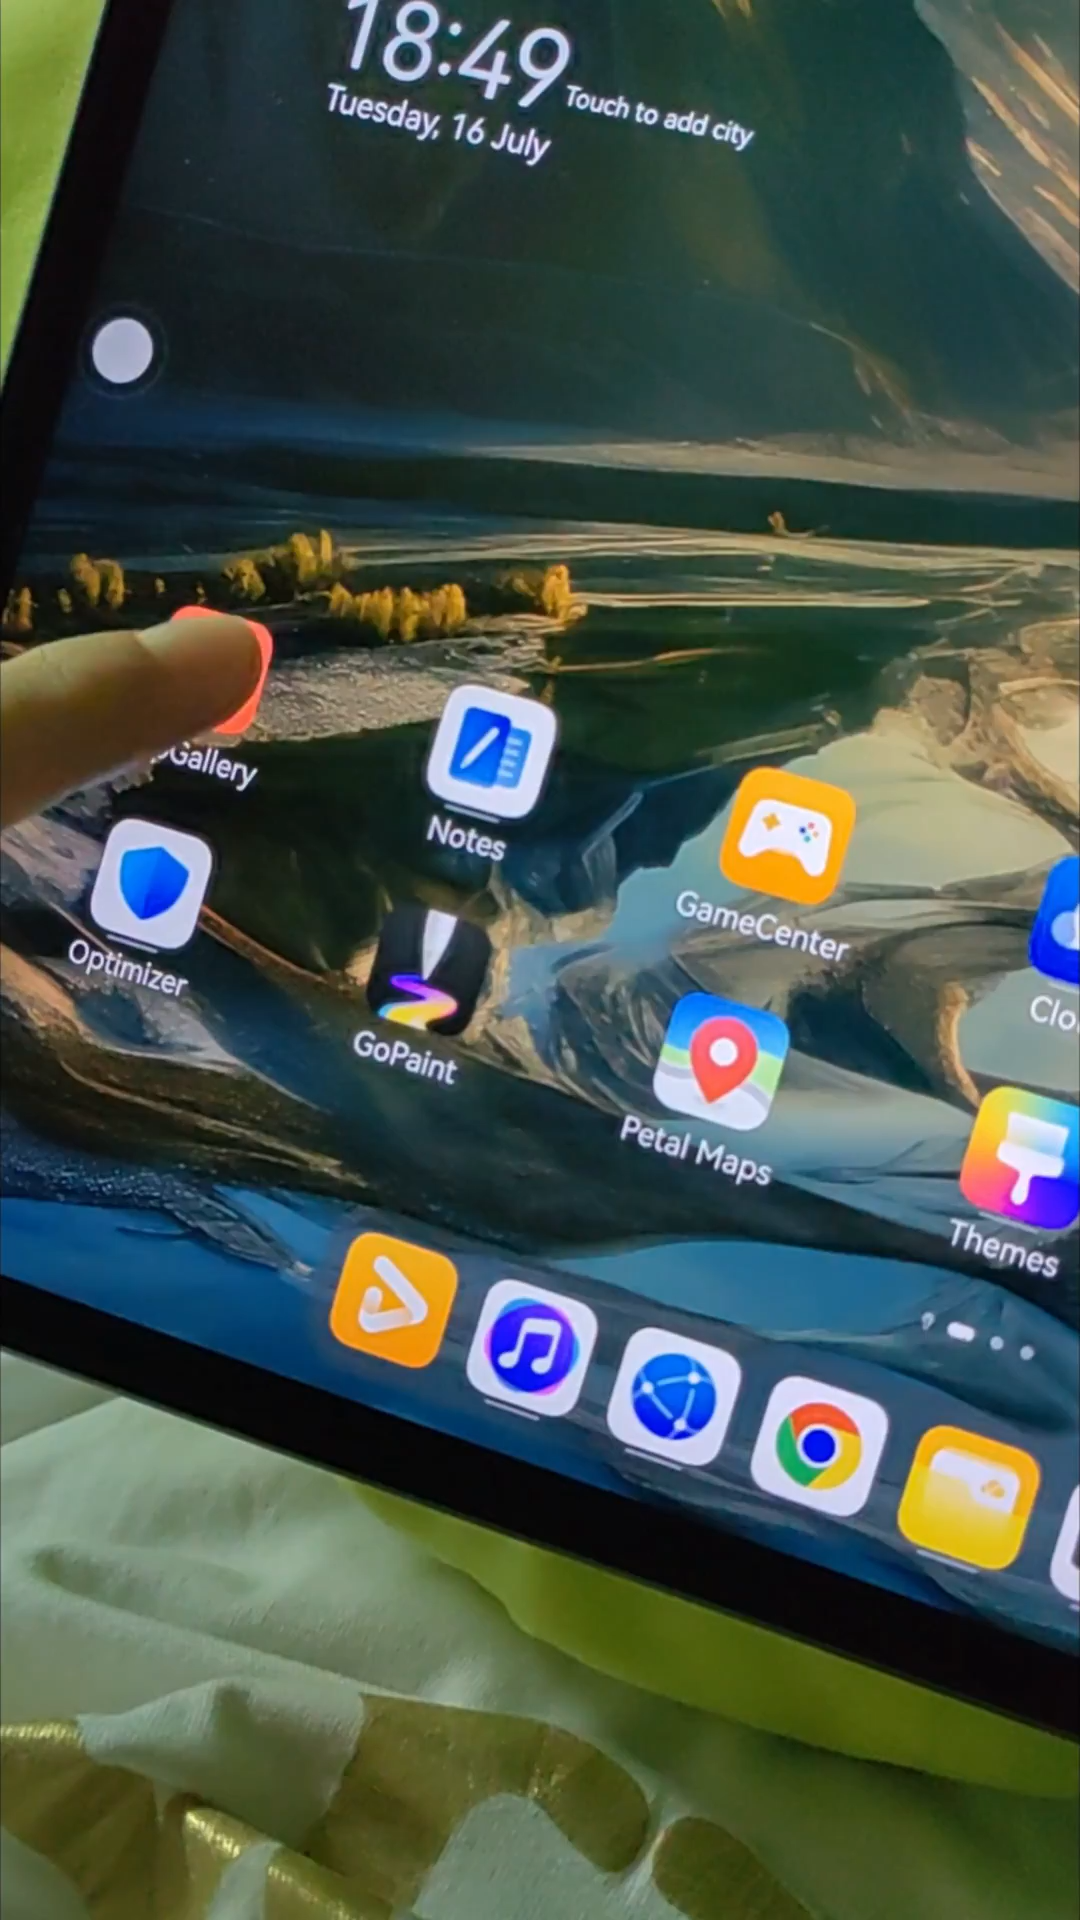 18:49
Touch to add city
Tuesday, 16 July
Gallery
Notes
GameCenter
Optimizer
GoPaint
Petal Maps
Themes